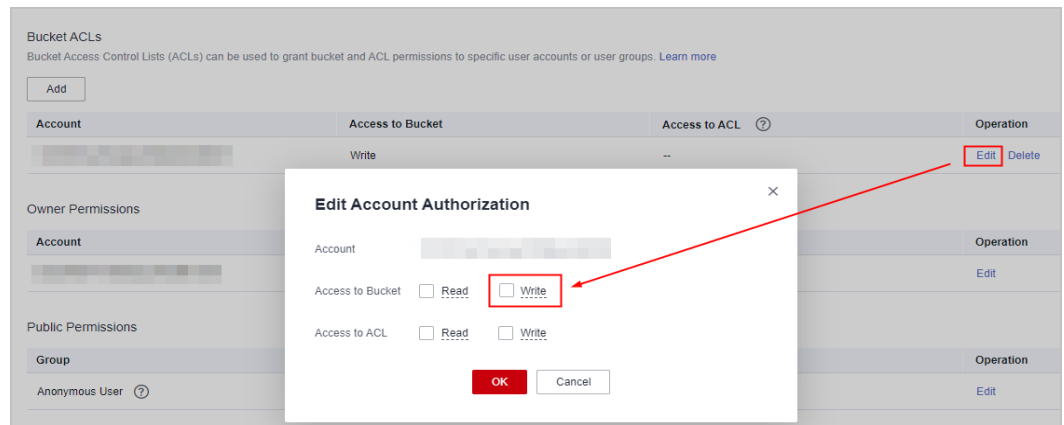 Bucket ACLs
Bucket Access Control Lists (ACLs) can be used to grant bucket and ACL permissions to specific user accounts or user groups. Learn more
Add
Account Access to Bucket Access to ACL ? Operation
Write -- Edit Delete
Owner Permissions
Account Operation
Edit
Public Permissions
Group Operation
Anonymous User ? Edit
Edit Account Authorization ×
Account
Access to Bucket Read Write
Access to ACL Read Write
OK Cancel